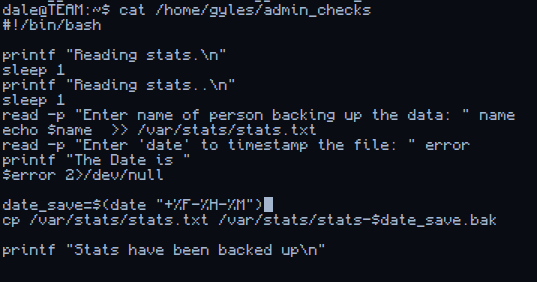 dale@TEAM:~$ cat /home/gyles/admin_checks
#!/bin/bash
printf "Reading stats.\n"
sleep 1
printf "Reading stats..\n"
sleep 1
read -p "Enter name of person backing up the data: " name
echo $name  >> /var/stats/stats.txt
read -p "Enter 'date' to timestamp the file: " error
printf "The Date is "
$error 2>/dev/null
date_save=$(date "+%F-%H-%M")
cp /var/stats/stats.txt /var/stats/stats-$date_save.bak
printf "Stats have been backed up\n"